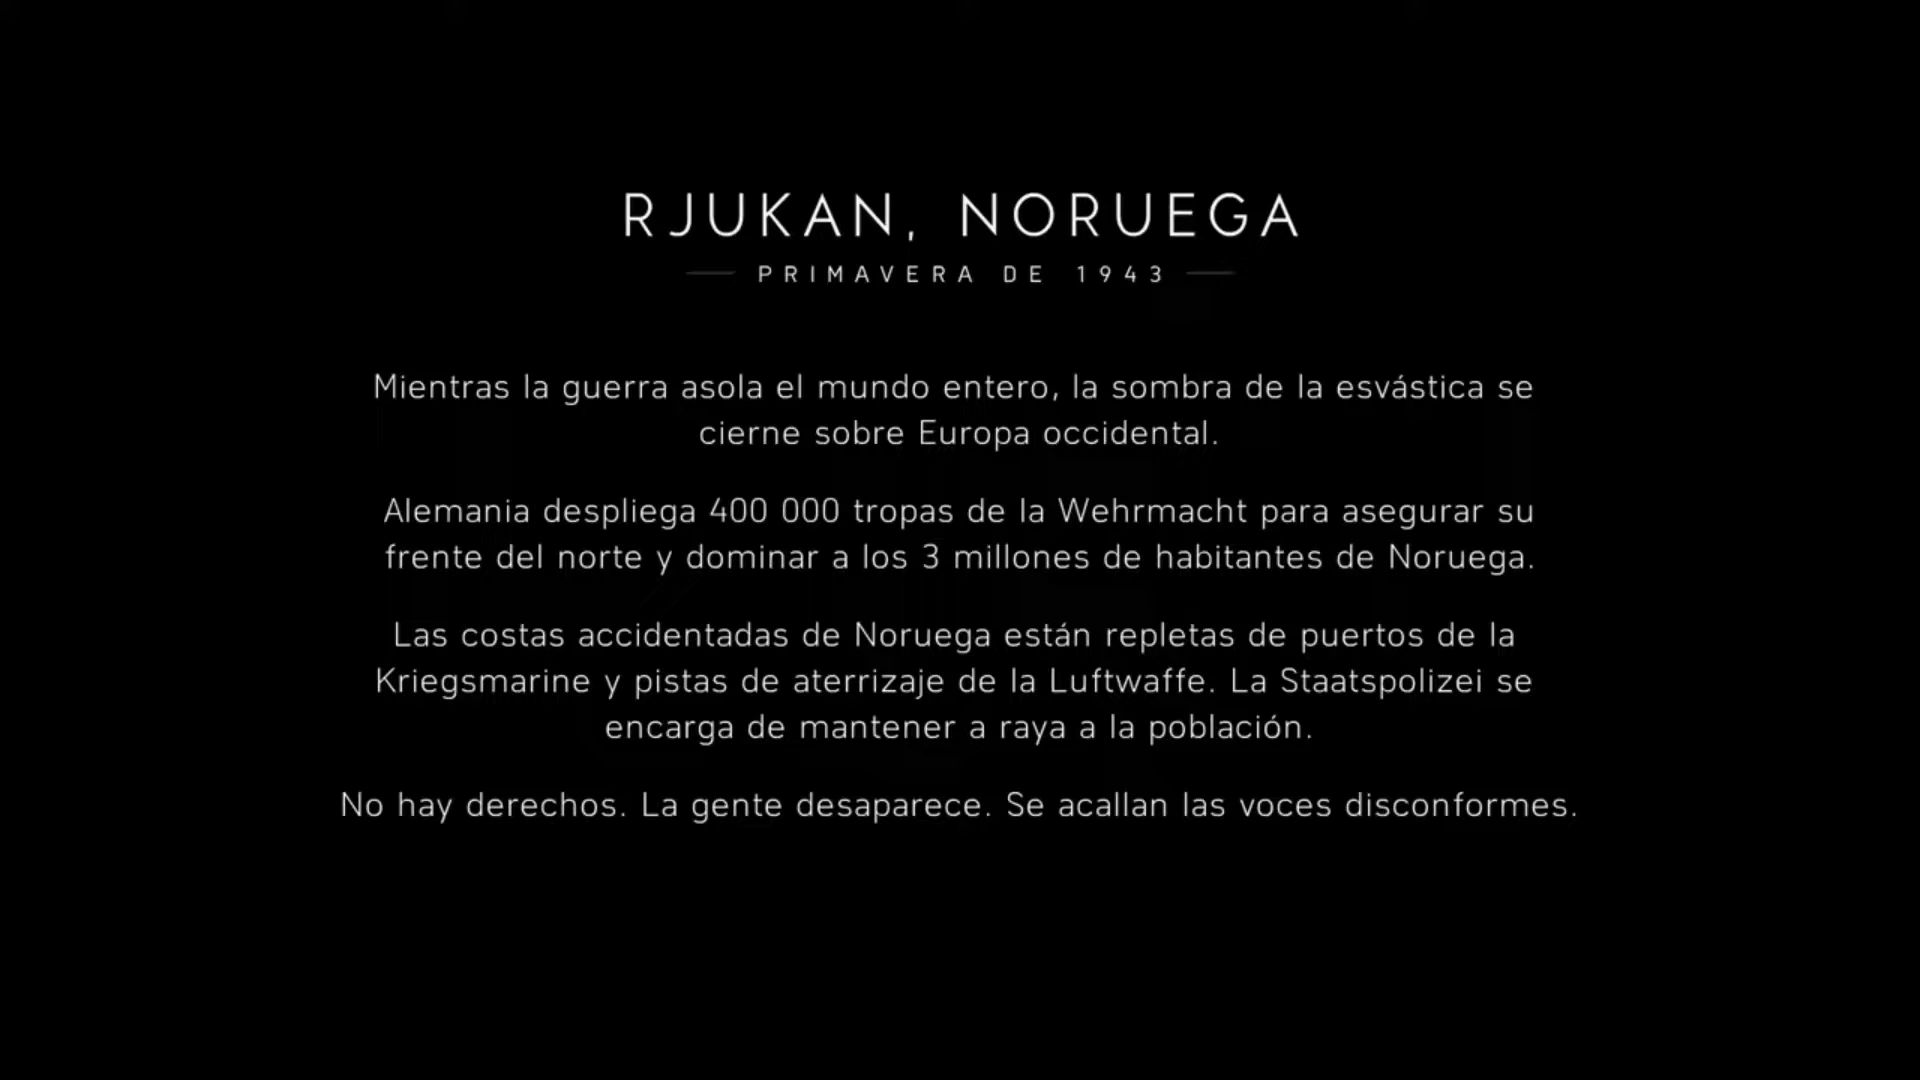 RJUKAN, NORUEGA
PRIMAVERA DE 1943
Mientras la guerra asola el mundo entero, la sombra de la esvástica se
cierne sobre Europa occidental.
Alemania despliega 400 000 tropas de la Wehrmacht para asegurar su
frente del norte y dominar a los 3 millones de habitantes de Noruega.
Las costas accidentadas de Noruega están repletas de puertos de la
Kriegsmarine y pistas de aterrizaje de la Luftwaffe. La Staatspolizei se
encarga de mantener a raya a la población.
No hay derechos. La gente desaparece. Se acallan las voces disconformes.